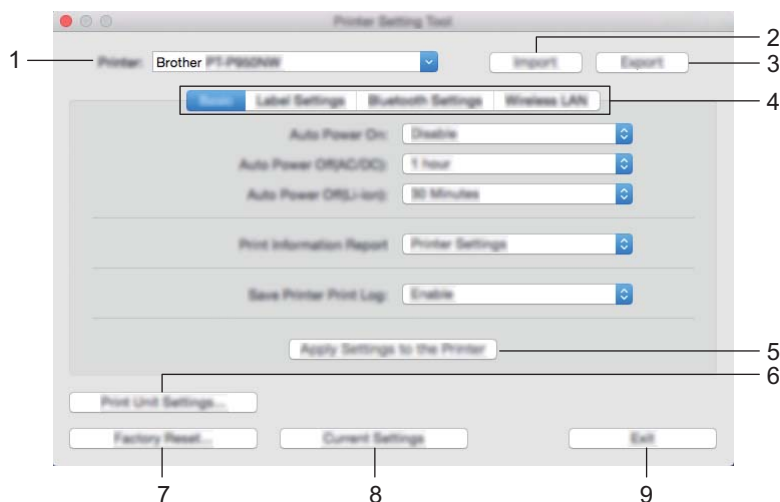 Printer Setting Tool
1
Printer:
Brother PT-P950NW
Import
Export
2
3
Label Settings
Bluetooth Settings
Wireless LAN
4
Auto Power On:
Disable
Auto Power Off(AC/DC):
1 hour
Auto Power Off(Li-ion):
30 Minutes
Print Information Report
Printer Settings
Save Printer Print Log:
Enable
Apply Settings to the Printer
5
6
Print Unit Settings...
Factory Reset...
Current Settings
Exit
7
8
9